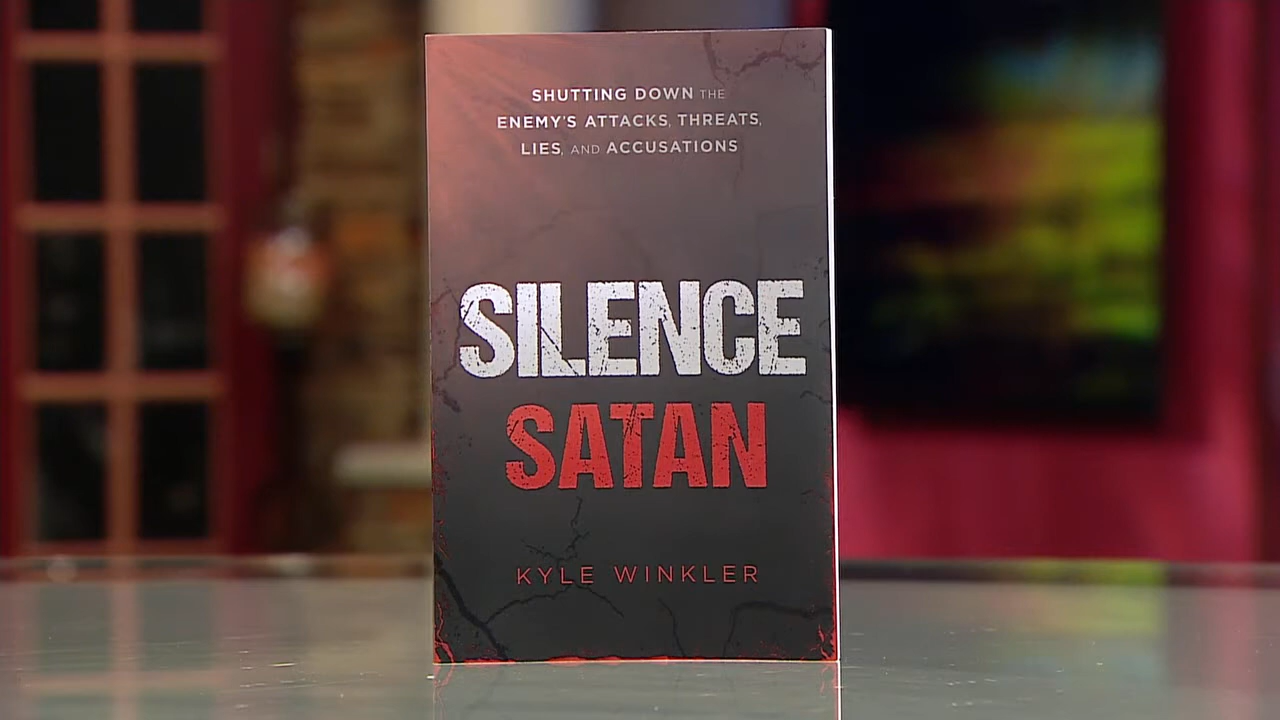 SHUTTING DOWN THE
ENEMY'S ATTACKS, THREATS,
LIES, AND ACCUSATIONS
SILENCE
SATAN
KYLE WINKLER